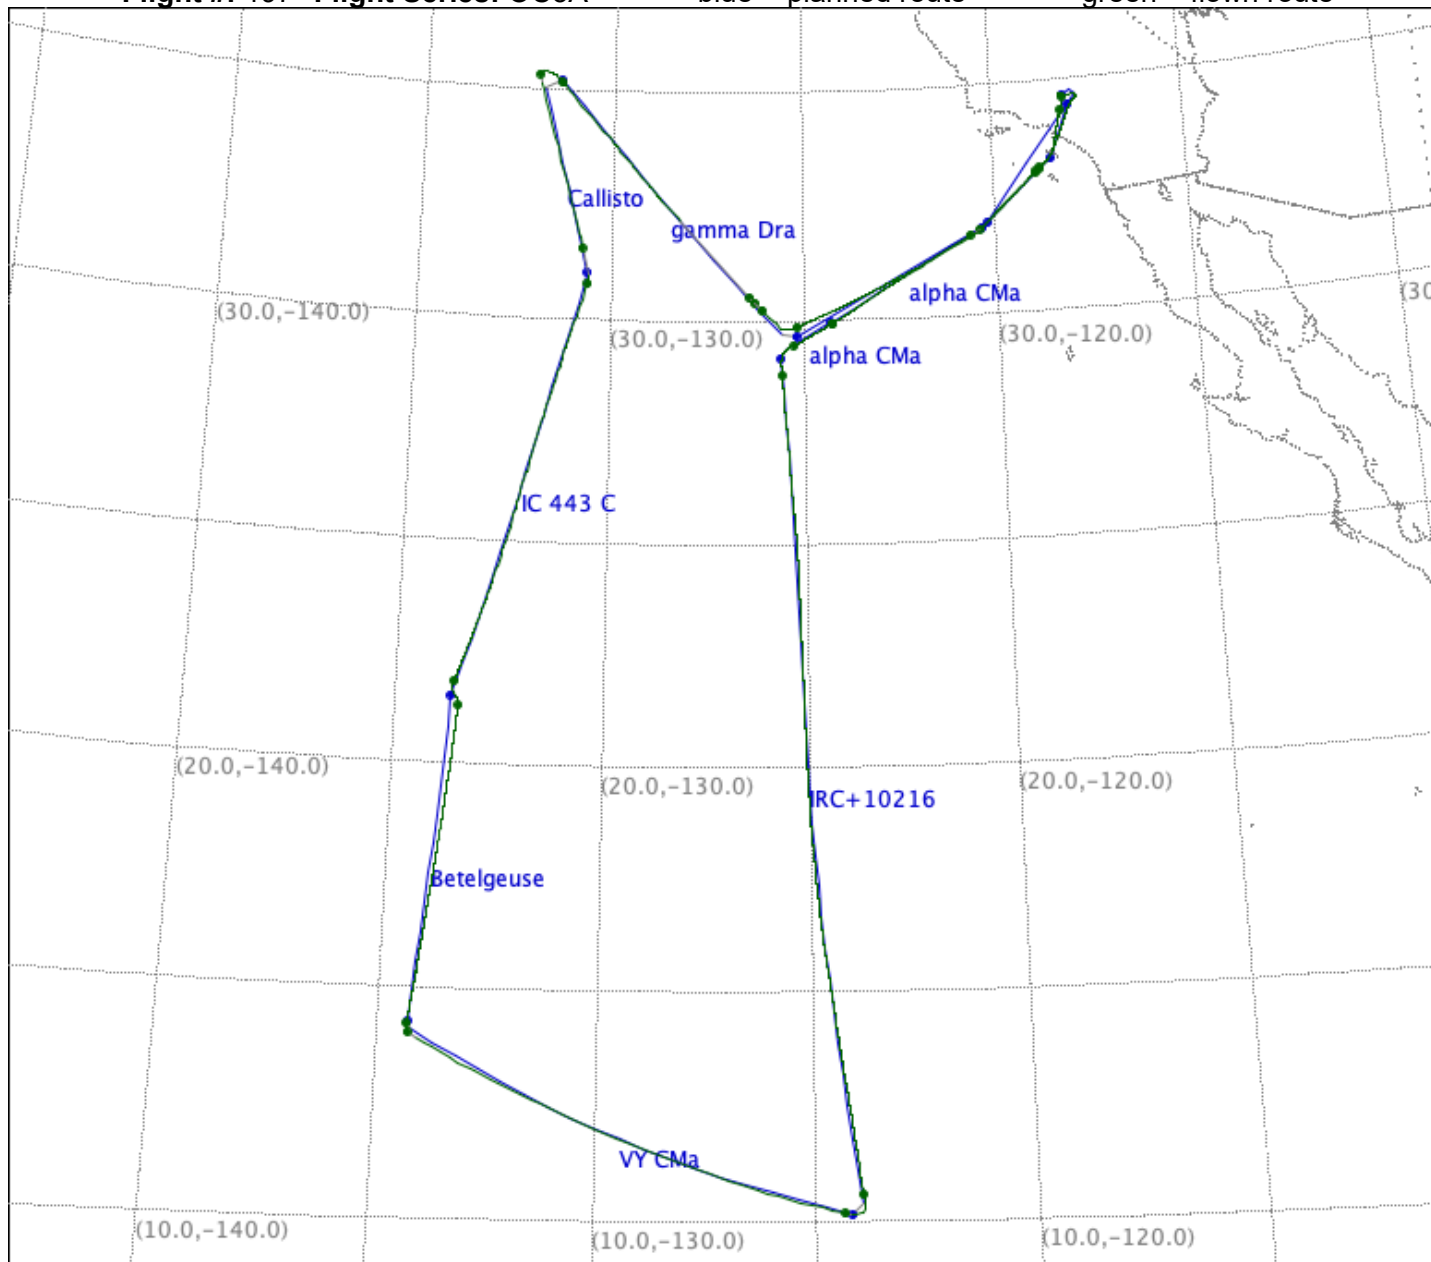 Callisto
gamma Dra
alpha CMa
(30.0,-140.0)
(30.0,-130.0)
(30.0,-120.0)
(30
alpha CMa
IC 443 C
(20.0,-140.0)
(20.0,-130.0)
(20.0,-120.0)
IRC+10216
Betelgeuse
VY CMa
(10.0,-140.0)
(10.0,-130.0)
(10.0,-120.0)